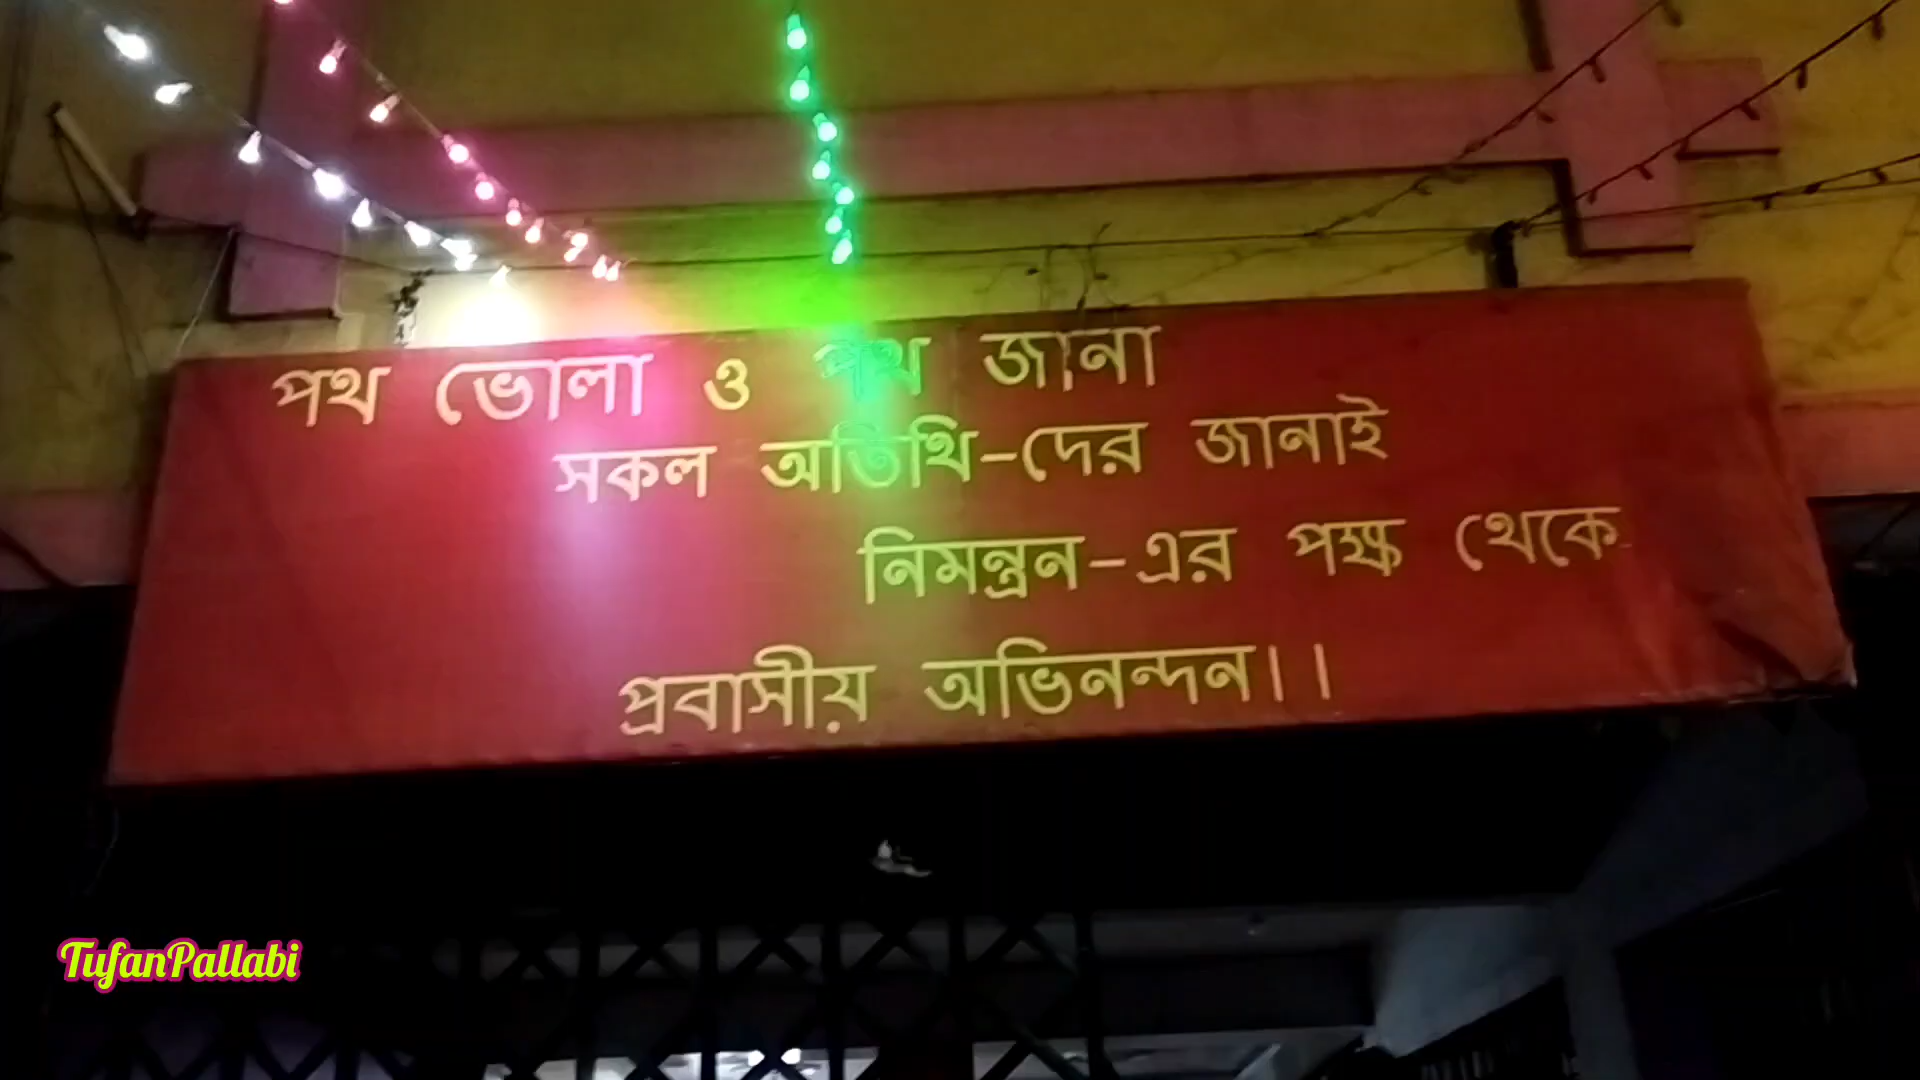 পথ ভোলা ও পথ জানা
সকল অতিথি-দের জানাই
নিমন্ত্রন-এর পক্ষ থেকে
প্রবাসীয় অভিনন্দন।।
TufanPallabi